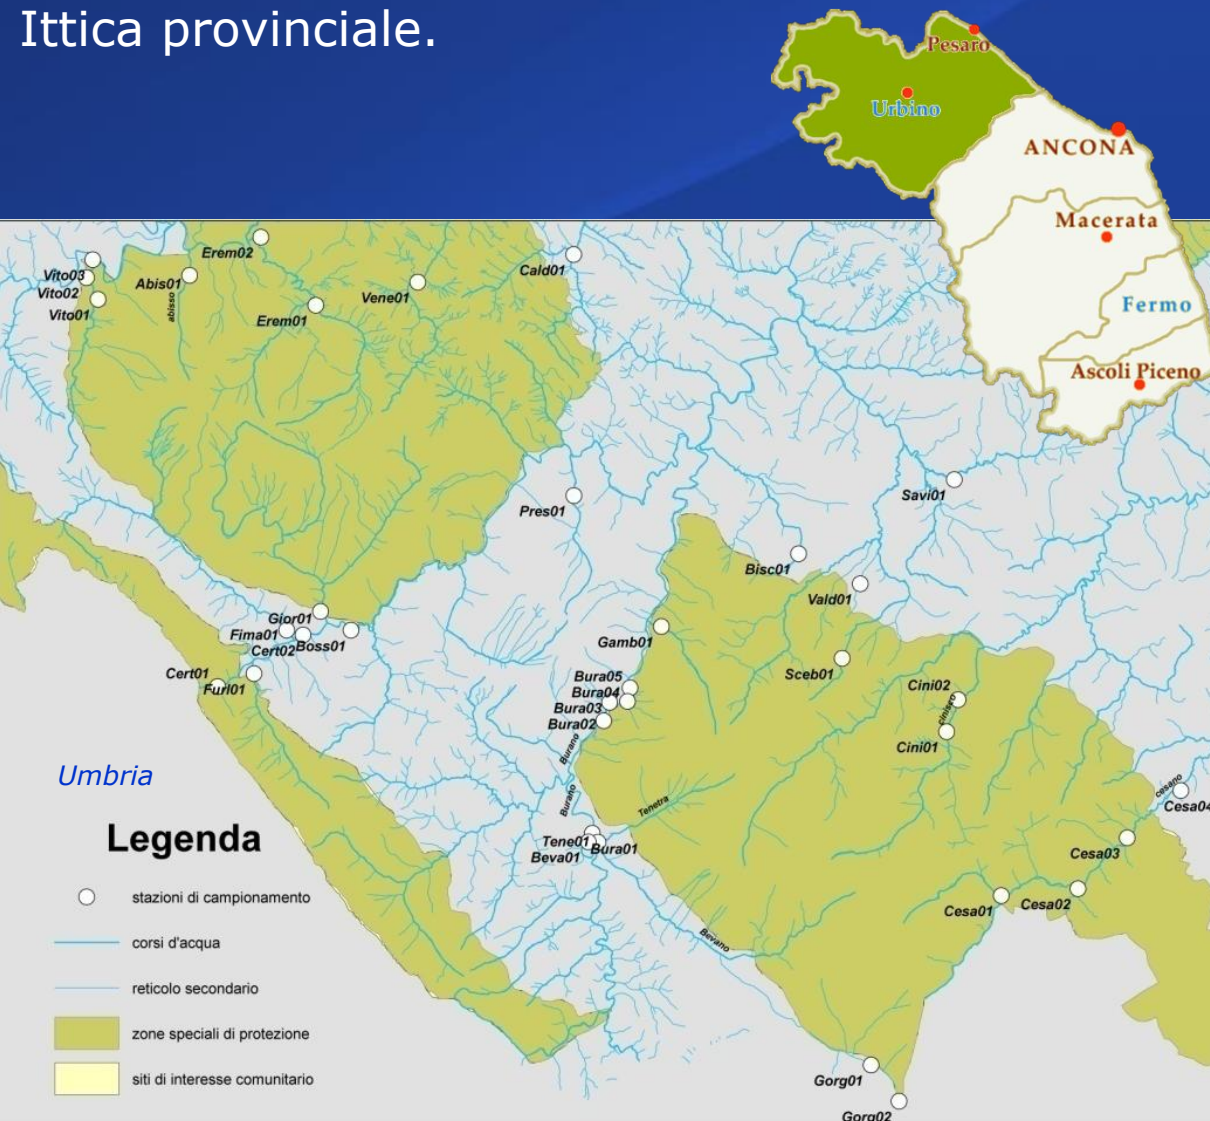 Ittica provinciale.
Pesaro
Urbino
ANCONA
Macerata
Fermo
Ascoli Piceno
Erem02
Vito03
Abis01
Cald01
Vito02
Vene01
abisso
Vito01
Erem01
Savi01
Pres01
Bisc01
Vald01
Gior01
Fima01
Boss01
Cert02
Gamb01
Cert01
Sceb01
Bura05
Furl01
Cini02
Bura04
Bura03
cinisco
Bura02
Burano
Cini01
Umbria
cesano
Burano
Tenetra
Cesa04
Legenda
Tene01
Bura01
Beva01
Cesa03
stazioni di campionamento
Cesa01
Cesa02
corsi d'acqua
Bevano
reticolo secondario
zone speciali di protezione
siti di interesse comunitario
Gorg01
Gorg02